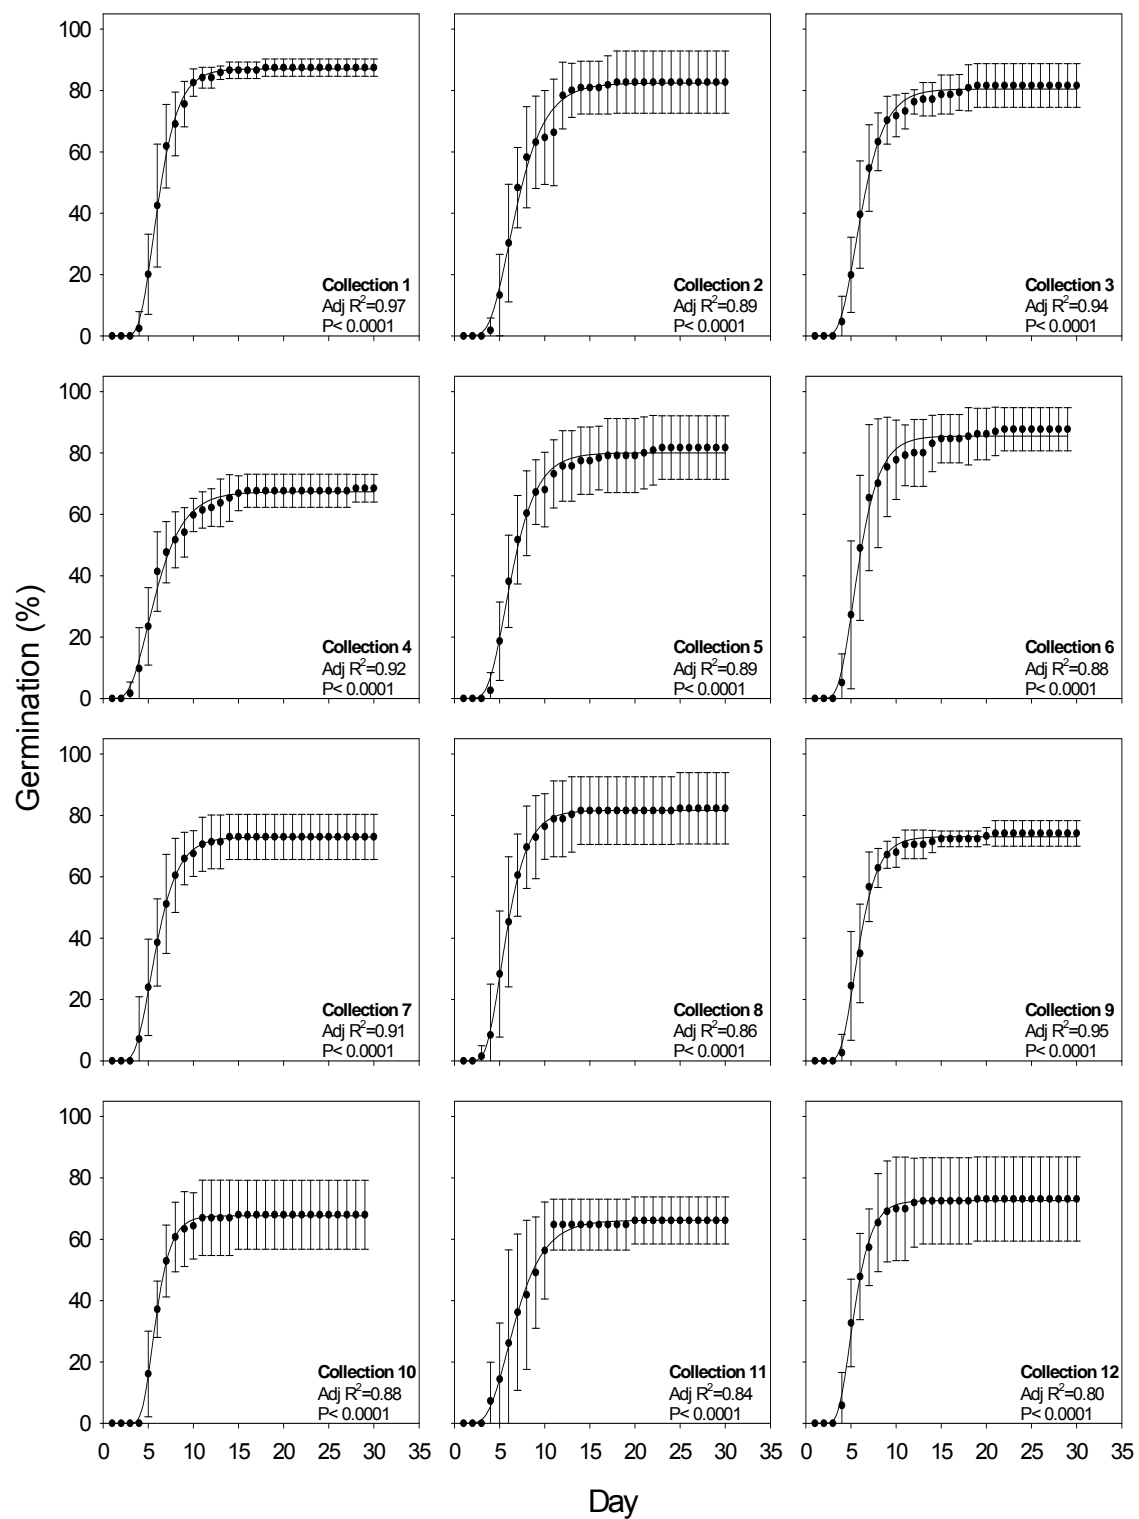 100
80
60
40
20
0
Collection 1
Adj R²=0.97
P< 0.0001
Collection 2
Adj R²=0.89
P< 0.0001
Collection 3
Adj R²=0.94
P< 0.0001
100
80
60
40
20
0
Collection 4
Adj R²=0.92
P< 0.0001
Collection 5
Adj R²=0.89
P< 0.0001
Collection 6
Adj R²=0.88
P< 0.0001
Germination (%)
100
80
60
40
20
0
Collection 7
Adj R²=0.91
P< 0.0001
Collection 8
Adj R²=0.86
P< 0.0001
Collection 9
Adj R²=0.95
P< 0.0001
100
80
60
40
20
0
Collection 10
Adj R²=0.88
P< 0.0001
Collection 11
Adj R²=0.84
P< 0.0001
Collection 12
Adj R²=0.80
P< 0.0001
0 5 10 15 20 25 30 35
0 5 10 15 20 25 30 35
0 5 10 15 20 25 30 35
Day